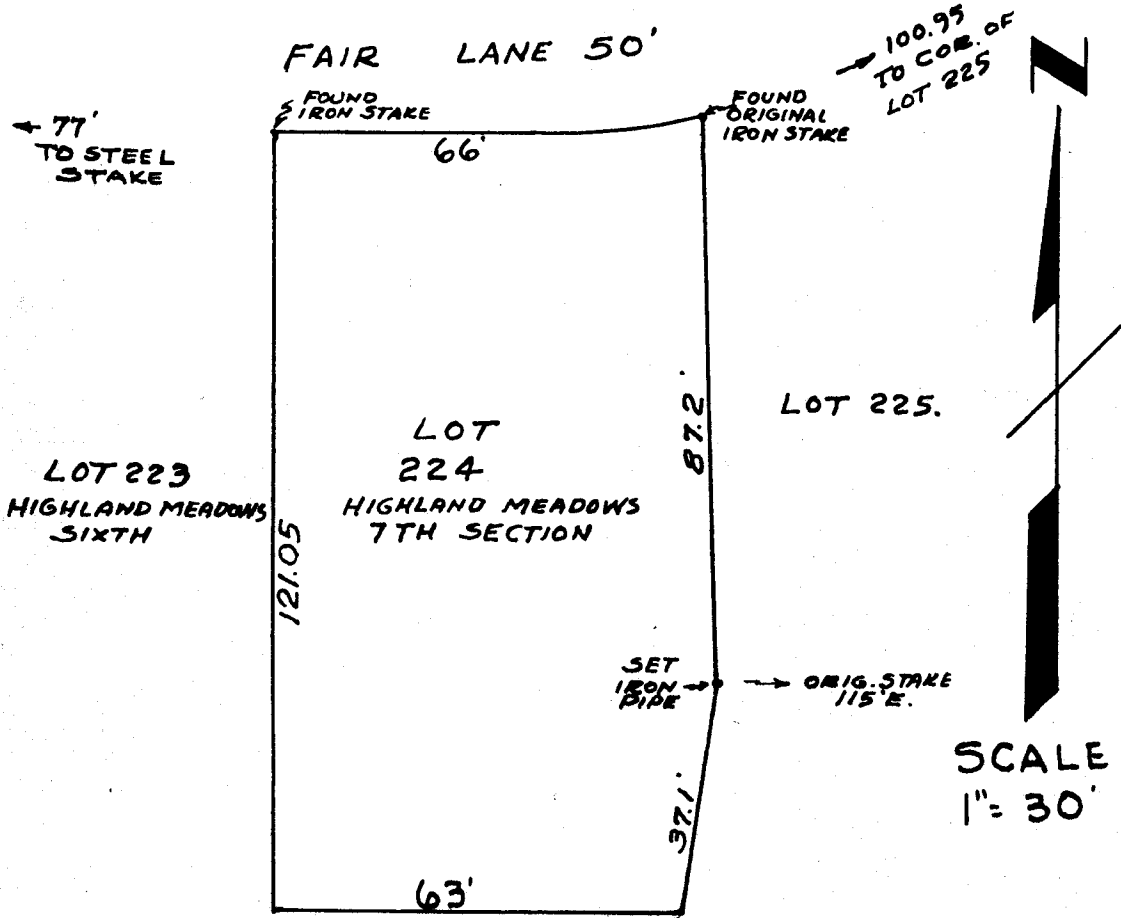 FAIR LANE 50'
100.95
TO COR. OF
LOT 225
N
FOUND
IRON STAKE
FOUND
ORIGINAL
IRON STAKE
77'
TO STEEL
STAKE
66'
87.2'
LOT 225.
LOT
224
HIGHLAND MEADOWS
7TH SECTION
LOT 223
HIGHLAND MEADOWS
SIXTH
121.05
SET
IRON
PIPE
ORIG. STAKE
115' E.
SCALE
1"= 30'
37.1'
63'